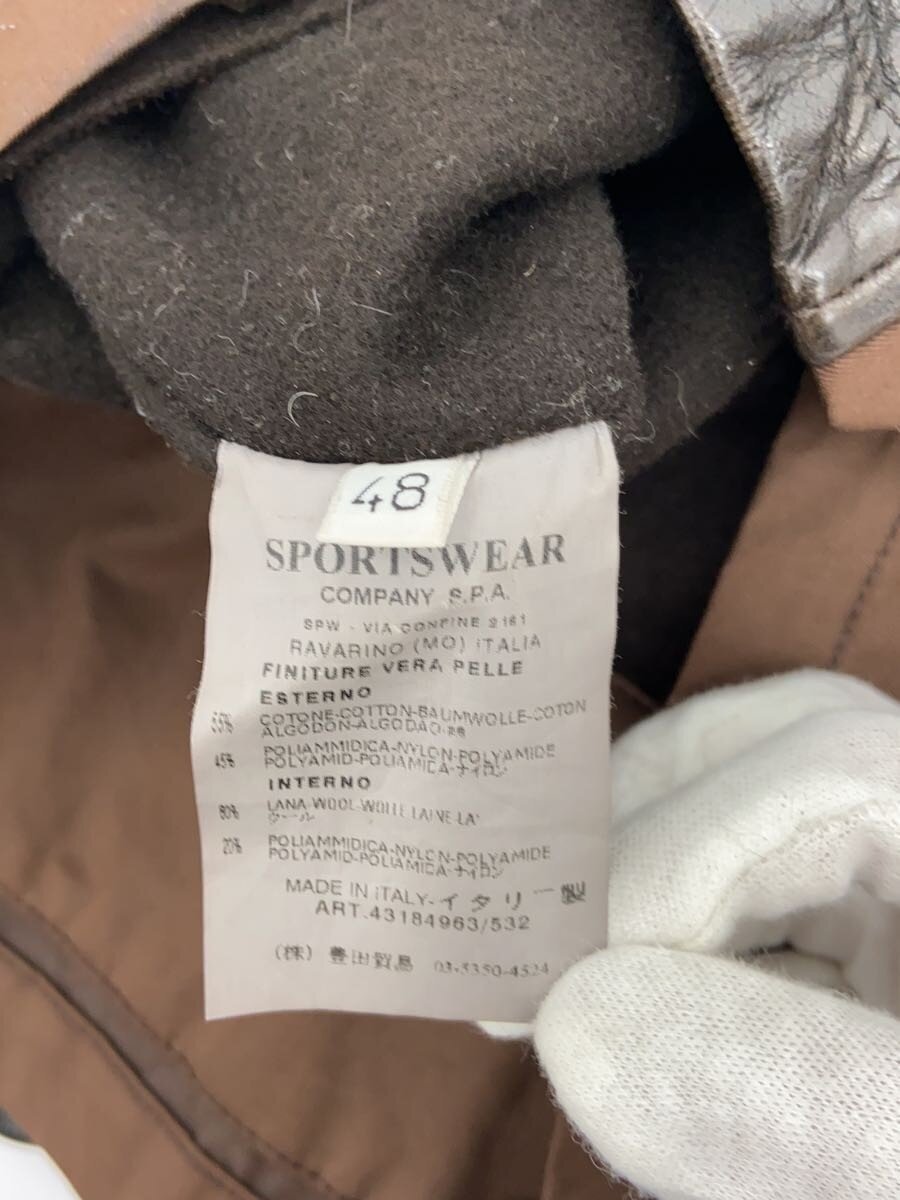 48
SPORTSWEAR
COMPANY S.P.A.
SPW - VIA CONFINE 2161
RAVARINO (MO) ITALIA
FINITURE VERA PELLE
ESTERNO
55% COTONE-COTTON-BAUMWOLLE-COTON
ALGODON-ALGODAO-綿
45% POLIAMMIDICA-NYLON-POLYAMIDE
POLYAMID-POLIAMICA-ナイロン
INTERNO
80% LANA-WOOL-WOLLE-LAINE-LA'
ウール
20% POLIAMMIDICA-NYLON-POLYAMIDE
POLYAMID-POLIAMICA-ナイロン
MADE IN ITALY-イタリー製
ART.43184963/532
(株) 豊田貿易 03-5350-4524